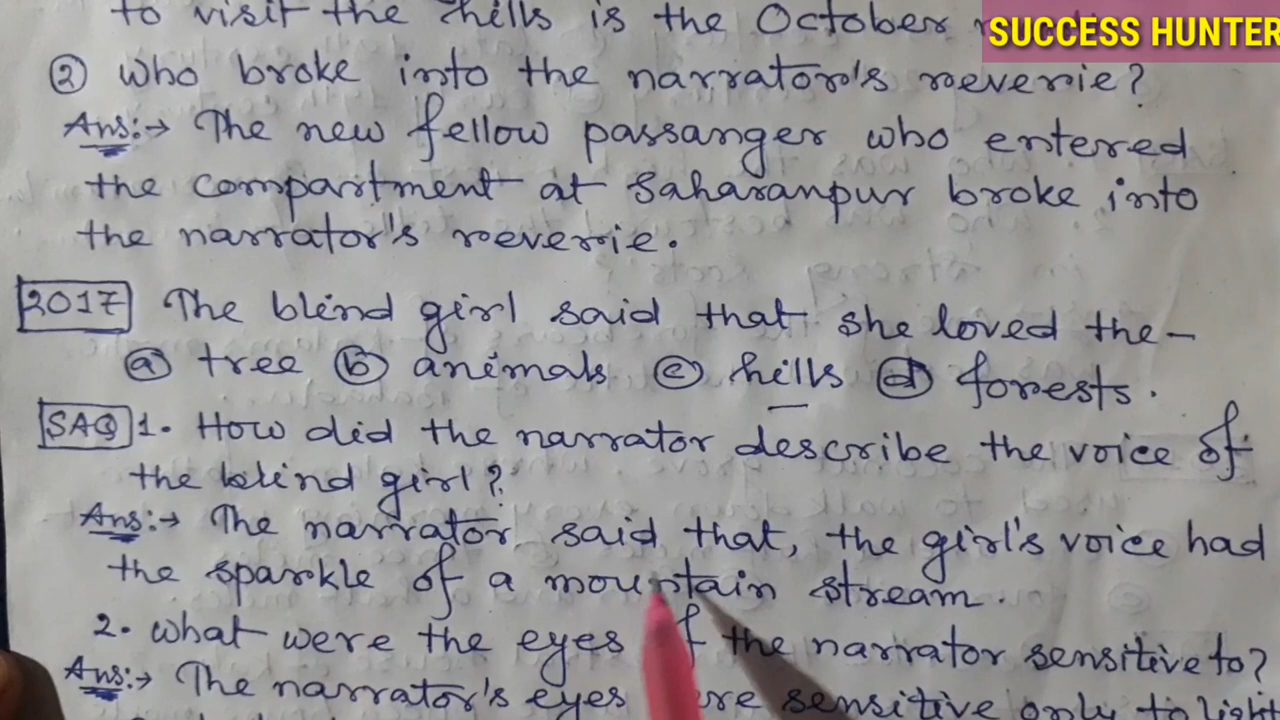 to visit the hills is the October
SUCCESS HUNTER
② Who broke into the narrator's reverie?
Ans:→ The new fellow passanger who entered
the compartment at Saharanpur broke into
the narrator's reverie.
2017 The blind girl said that she loved the—
ⓐ tree ⓑ animals ⓒ hills ⓓ forests.
SAQ 1. How did the narrator describe the voice of
the blind girl?
Ans:→ The narrator said that, the girl's voice had
the sparkle of a mountain stream.
2. What were the eyes of the narrator sensitive to?
Ans:→ The narrator's eyes were sensitive only to light